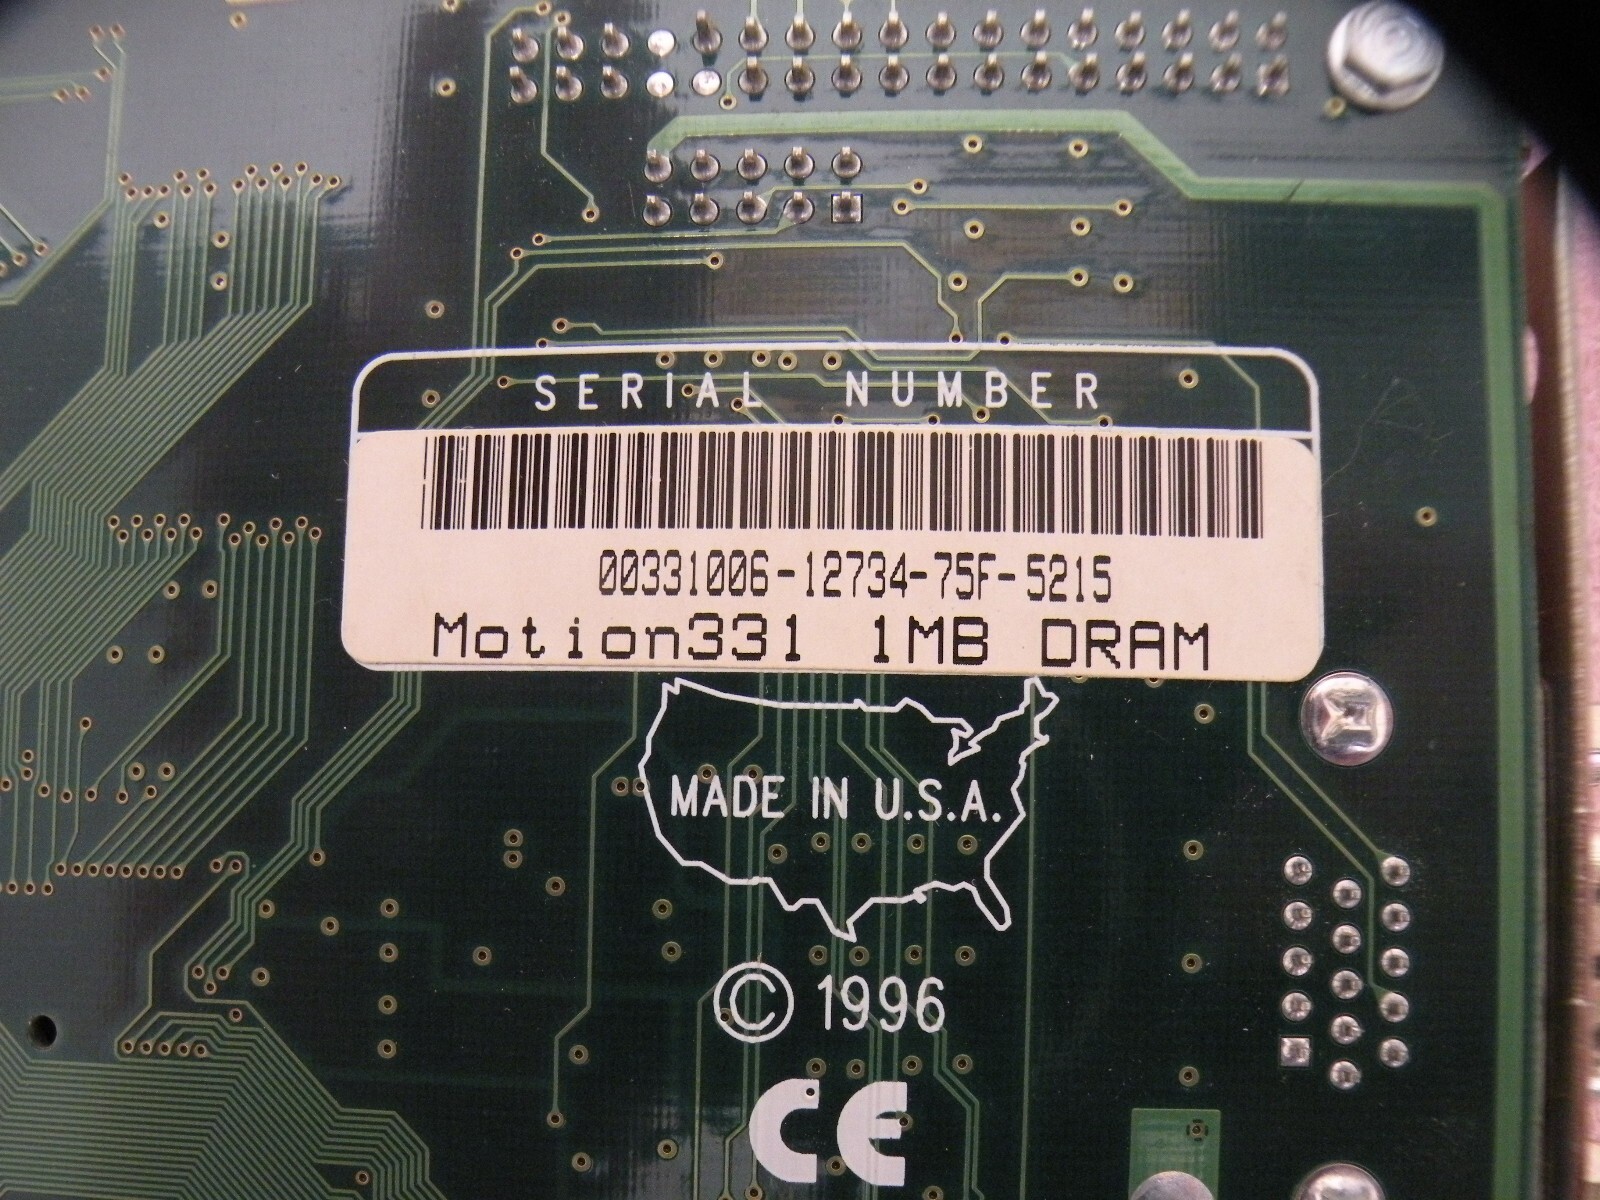 SERIAL NUMBER
00331006-12734-75F-5215
Motion331 1MB DRAM
MADE IN U.S.A.
© 1996
CE